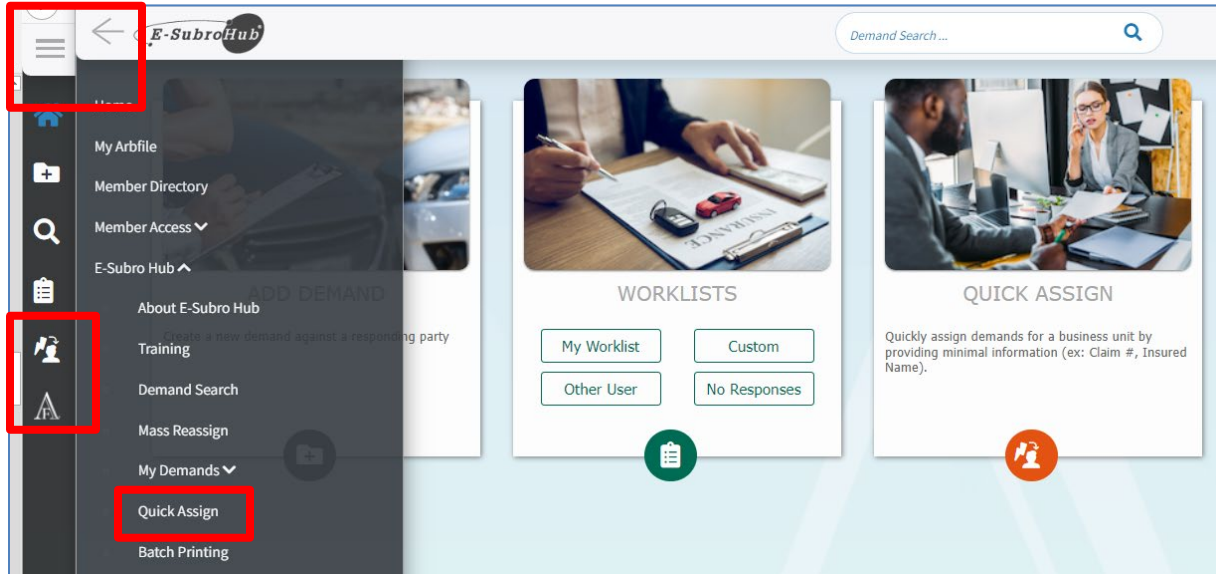 E-SubroHub
Demand Search ...
Home
My Arbfile
Member Directory
Member Access
E-Subro Hub
About E-Subro Hub
Training
Demand Search
Mass Reassign
My Demands
Quick Assign
Batch Printing
ADD DEMAND
Create a new demand against a responding party
INSURANCE
WORKLISTS
My Worklist
Custom
Other User
No Responses
QUICK ASSIGN
Quickly assign demands for a business unit by
providing minimal information (ex: Claim #, Insured
Name).